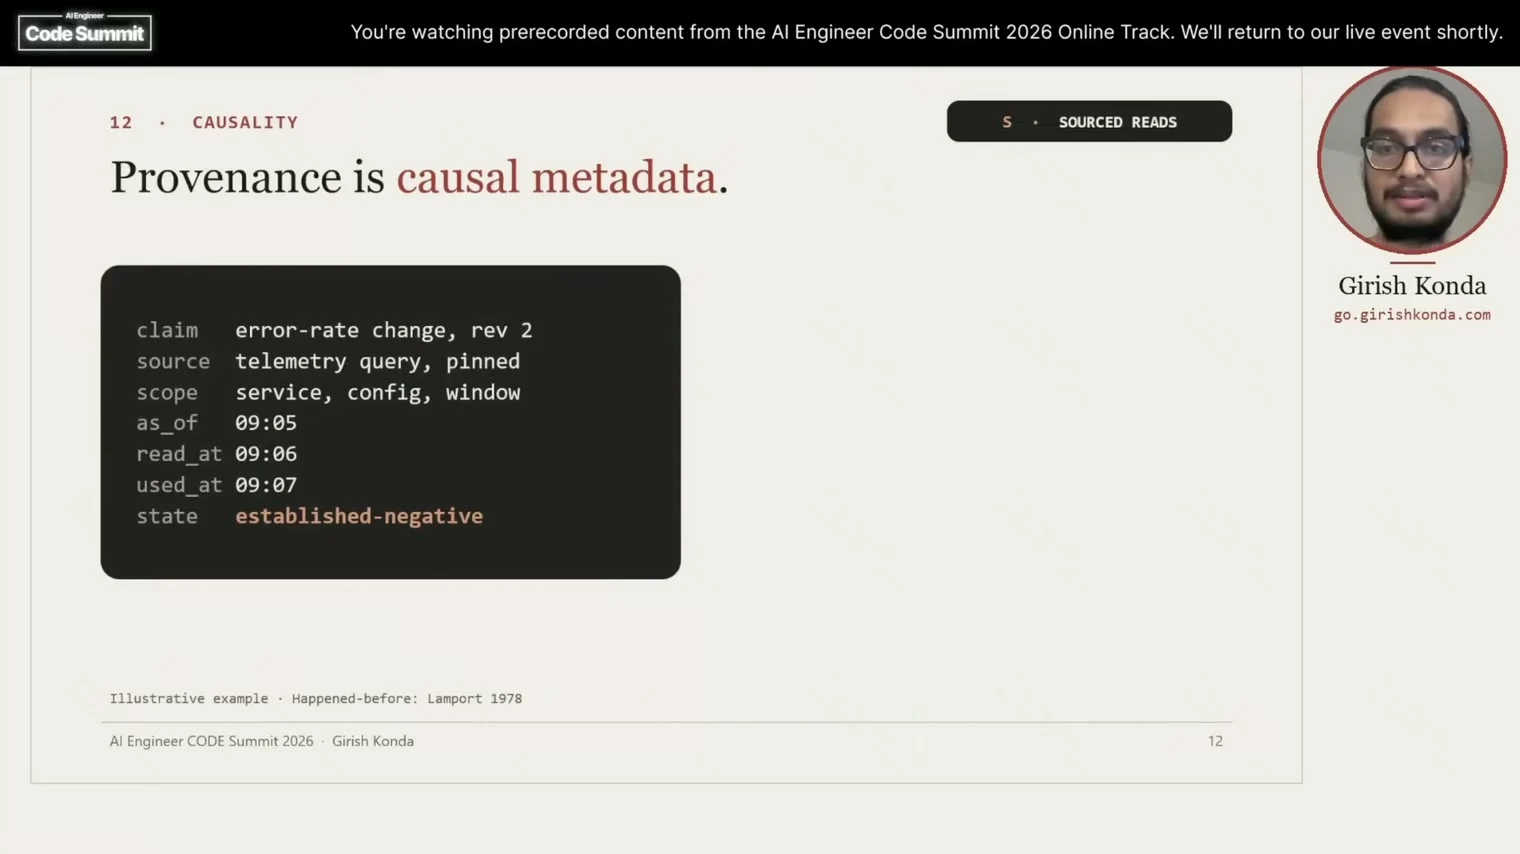 AI Engineer
Code Summit
You're watching prerecorded content from the AI Engineer Code Summit 2026 Online Track. We'll return to our live event shortly.
12 · CAUSALITY
S · SOURCED READS
Provenance is causal metadata.
claim error-rate change, rev 2
source telemetry query, pinned
scope service, config, window
as_of 09:05
read_at 09:06
used_at 09:07
state established-negative
Illustrative example · Happened-before: Lamport 1978
AI Engineer CODE Summit 2026 · Girish Konda
12
Girish Konda
go.girishkonda.com